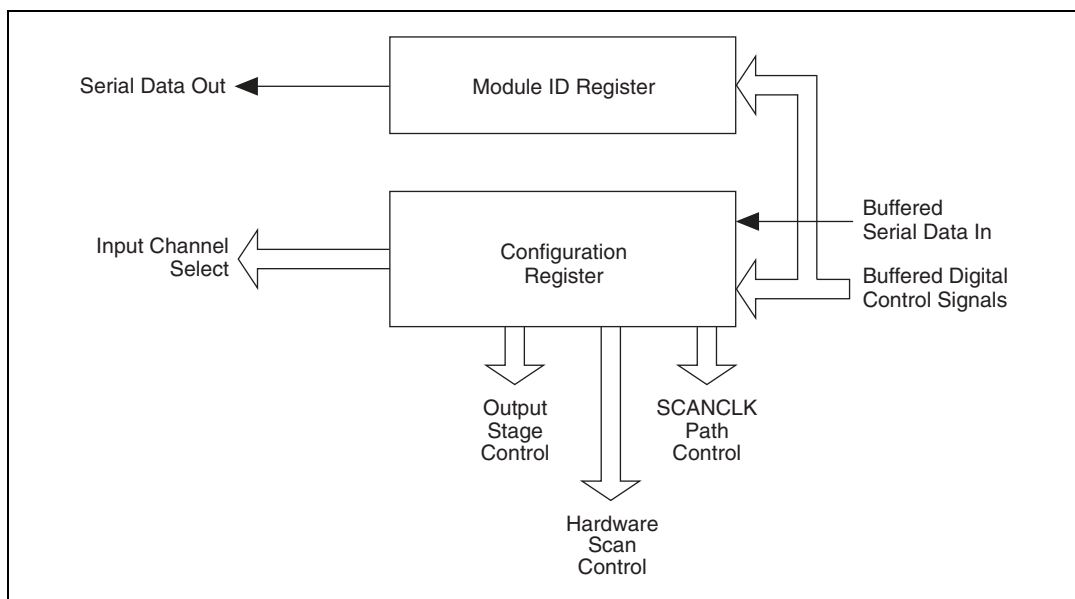 Serial Data Out
Module ID Register
Buffered
Serial Data In
Input Channel
Select
Configuration
Register
Buffered Digital
Control Signals
Output
Stage
Control
SCANCLK
Path
Control
Hardware
Scan
Control